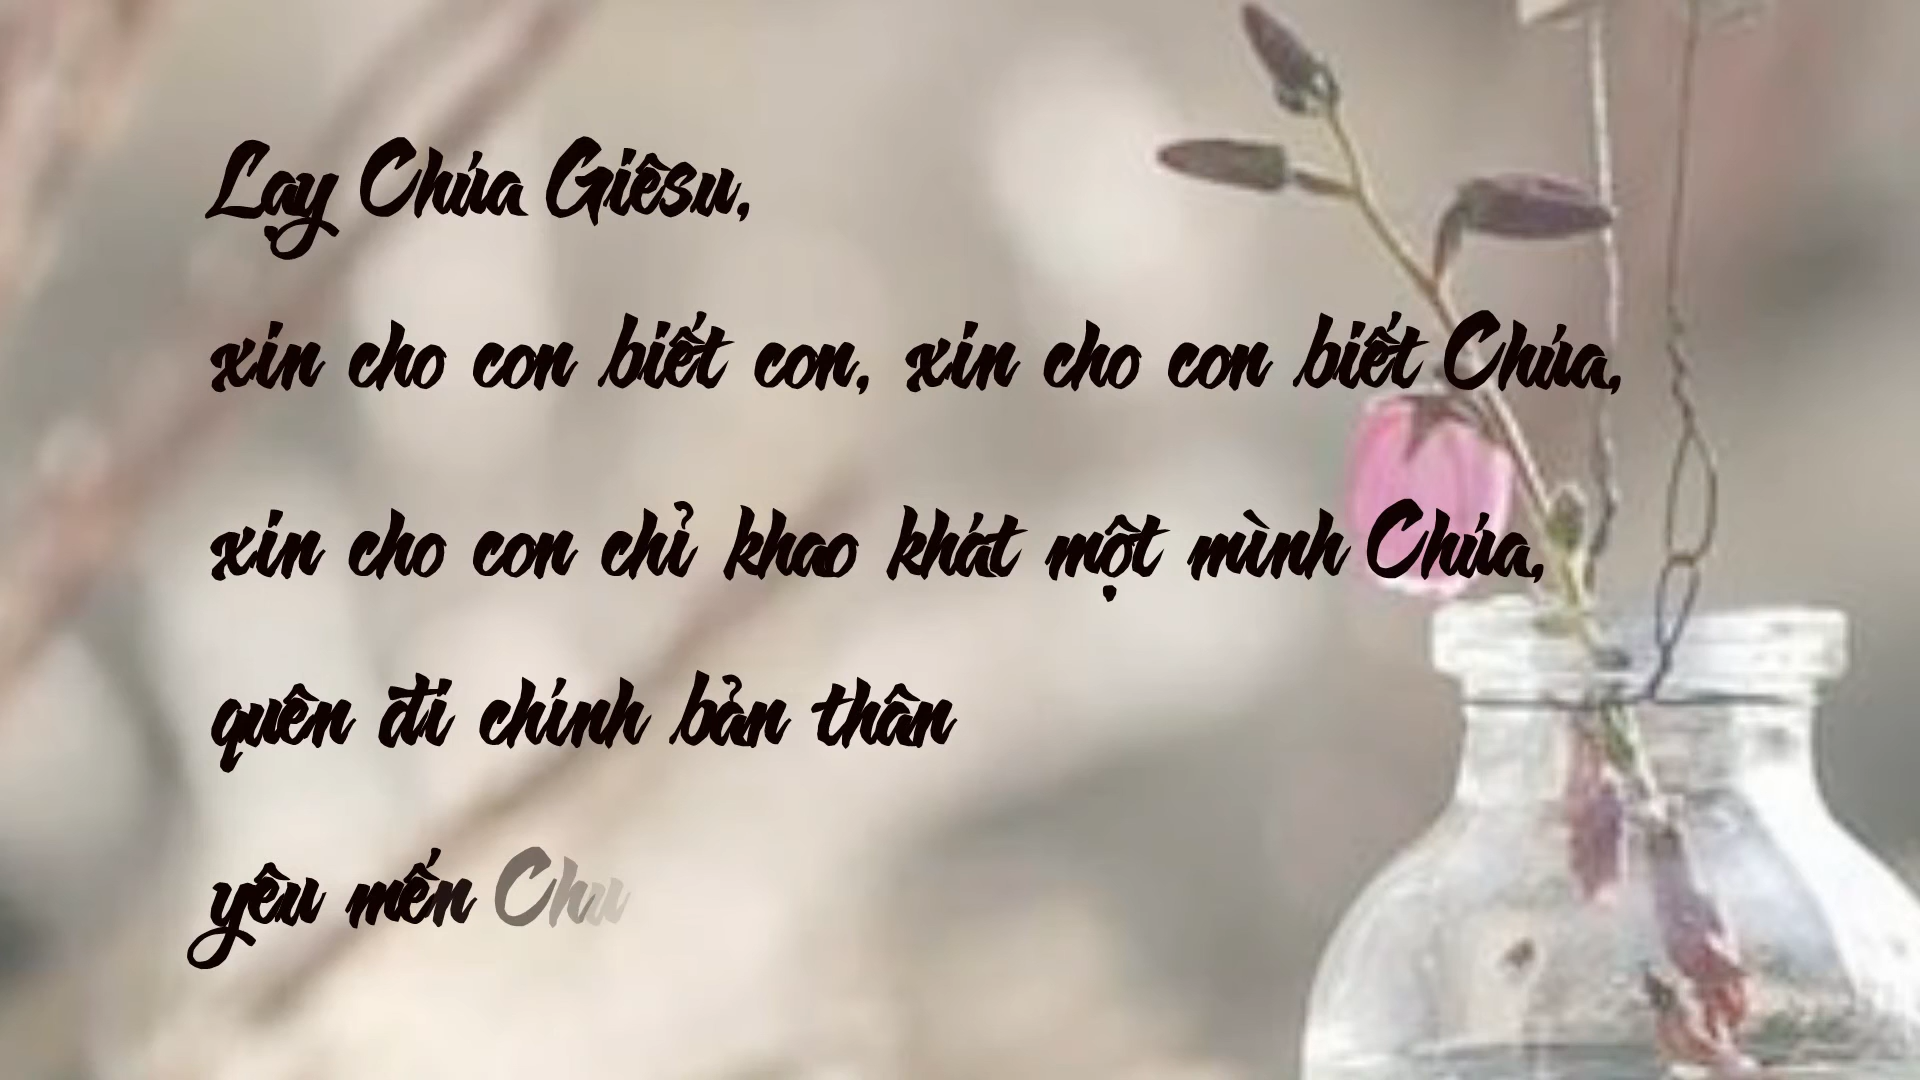 Lạy Chúa Giêsu,
xin cho con biết con, xin cho con biết Chúa,
xin cho con chỉ khao khát một mình Chúa,
quên đi chính bản thân
yêu mến Chu